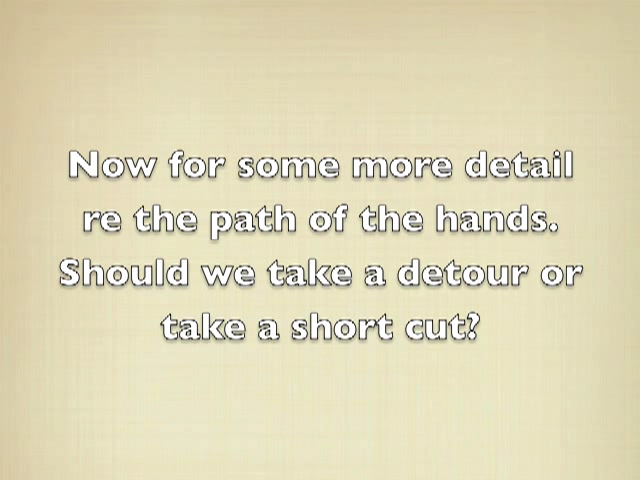 Now for some more detail
re the path of the hands.
Should we take a detour or
take a short cut?